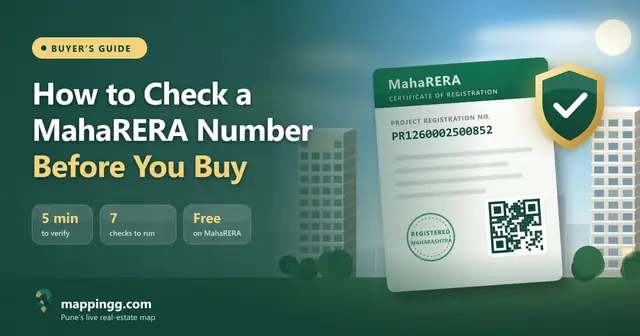 BUYER'S GUIDE
How to Check a
MahaRERA Number
Before You Buy
5 min
to verify
7
checks to run
Free
on MahaRERA
mappingg.com
Pune's live real-estate map
MahaRERA
CERTIFICATE OF REGISTRATION
PROJECT REGISTRATION NO.
PR1260002500852
REGISTERED
MAHARASHTRA